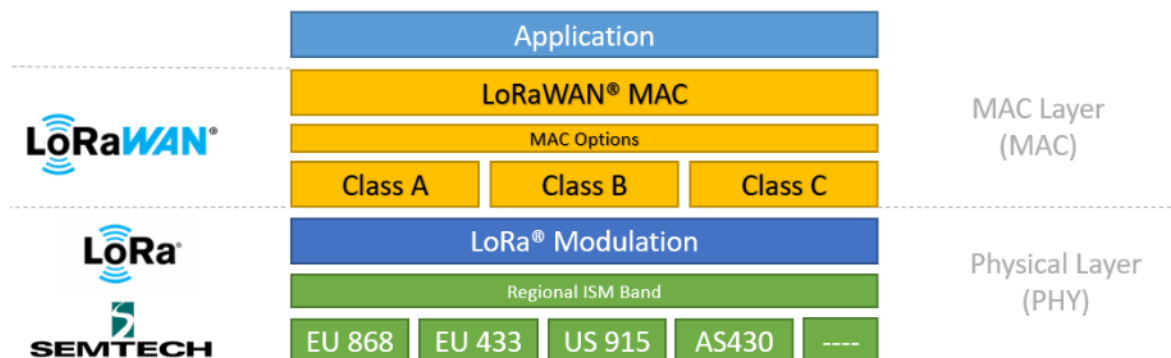 Application
LoRaWAN®
LoRaWAN® MAC
MAC Options
Class A Class B Class C
MAC Layer
(MAC)
LoRa®
SEMTECH
LoRa® Modulation
Regional ISM Band
EU 868 EU 433 US 915 AS430 ----
Physical Layer
(PHY)